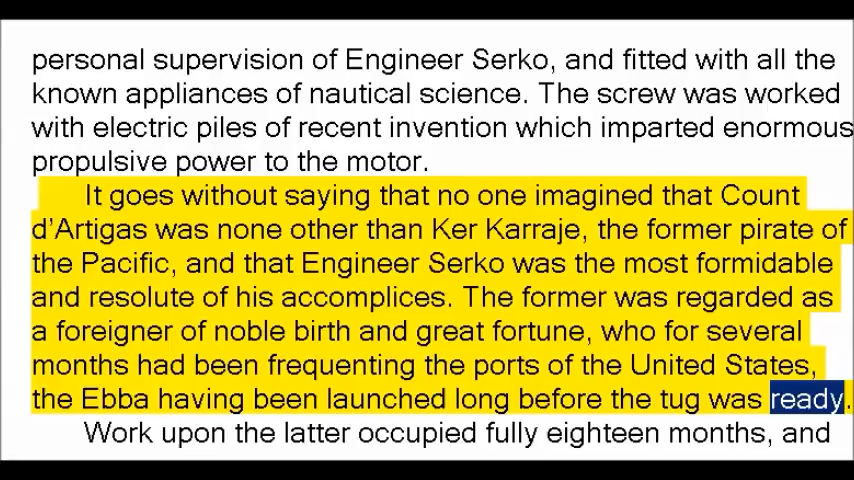 personal supervision of Engineer Serko, and fitted with all the
known appliances of nautical science. The screw was worked
with electric piles of recent invention which imparted enormous
propulsive power to the motor.
It goes without saying that no one imagined that Count
d'Artigas was none other than Ker Karraje, the former pirate of
the Pacific, and that Engineer Serko was the most formidable
and resolute of his accomplices. The former was regarded as
a foreigner of noble birth and great fortune, who for several
months had been frequenting the ports of the United States,
the Ebba having been launched long before the tug was ready.
Work upon the latter occupied fully eighteen months, and